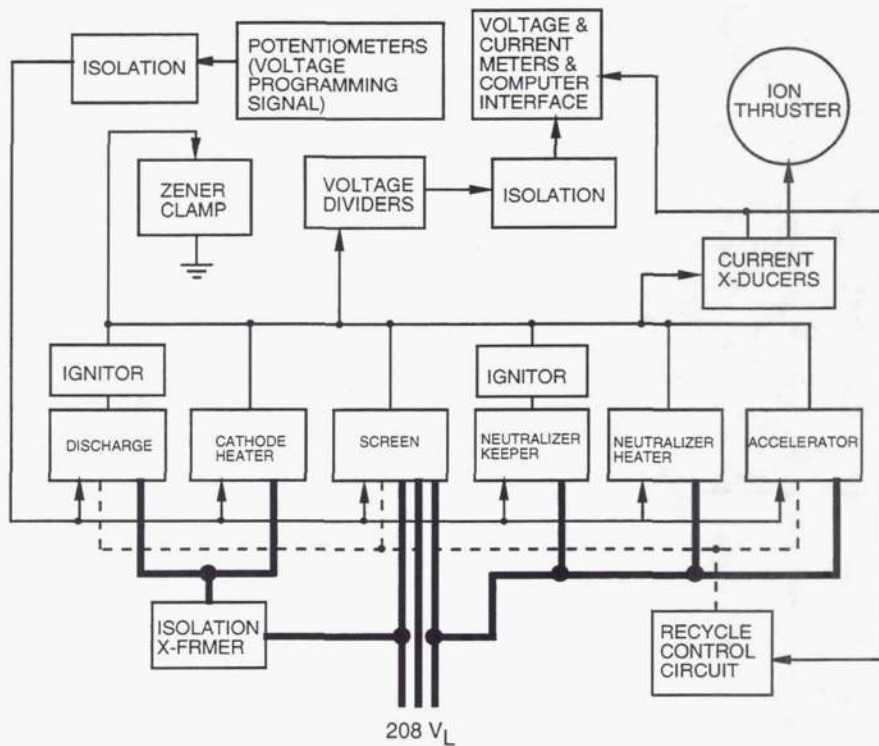 ISOLATION
POTENTIOMETERS
(VOLTAGE
PROGRAMMING
SIGNAL)
VOLTAGE &
CURRENT
METERS &
COMPUTER
INTERFACE
ION
THRUSTER
ZENER
CLAMP
VOLTAGE
DIVIDERS
ISOLATION
CURRENT
X-DUCERS
IGNITOR
IGNITOR
DISCHARGE
CATHODE
HEATER
SCREEN
NEUTRALIZER
KEEPER
NEUTRALIZER
HEATER
ACCELERATOR
ISOLATION
X-FRMER
RECYCLE
CONTROL
CIRCUIT
208 VL